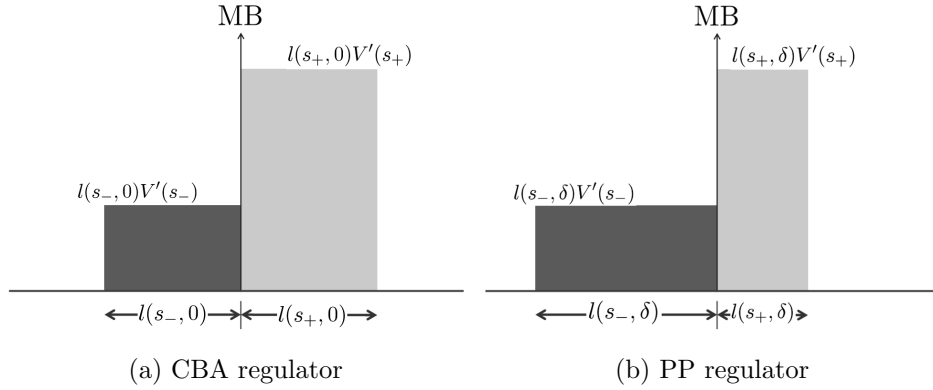 MB
l(s₊, 0)V′(s₊)
l(s₋, 0)V′(s₋)
l(s₋, 0)
l(s₊, 0)
(a) CBA regulator
MB
l(s₊, δ)V′(s₊)
l(s₋, δ)V′(s₋)
l(s₋, δ)
l(s₊, δ)
(b) PP regulator